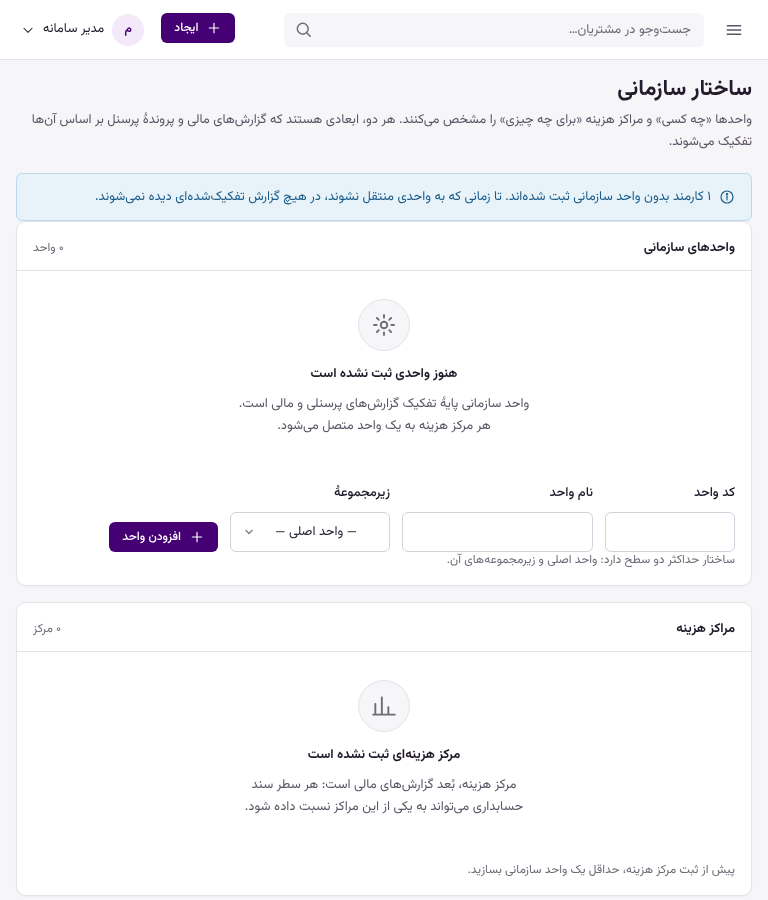 جست‌وجو در مشتریان...
ایجاد
م
مدیر سامانه
ساختار سازمانی
واحدها «چه کسی» و مراکز هزینه «برای چه چیزی» را مشخص می‌کنند. هر دو، ابعادی هستند که گزارش‌های مالی و پروندهٔ پرسنل بر اساس آن‌ها
تفکیک می‌شوند.
۱ کارمند بدون واحد سازمانی ثبت شده‌اند. تا زمانی که به واحدی منتقل نشوند، در هیچ گزارش تفکیک‌شده‌ای دیده نمی‌شوند.
واحدهای سازمانی
۰ واحد
هنوز واحدی ثبت نشده است
واحد سازمانی پایهٔ تفکیک گزارش‌های پرسنلی و مالی است.
هر مرکز هزینه به یک واحد متصل می‌شود.
کد واحد
نام واحد
زیرمجموعهٔ
— واحد اصلی —
افزودن واحد
ساختار حداکثر دو سطح دارد: واحد اصلی و زیرمجموعه‌های آن.
مراکز هزینه
۰ مرکز
مرکز هزینه‌ای ثبت نشده است
مرکز هزینه، بُعد گزارش‌های مالی است: هر سطر سند
حسابداری می‌تواند به یکی از این مراکز نسبت داده شود.
پیش از ثبت مرکز هزینه، حداقل یک واحد سازمانی بسازید.